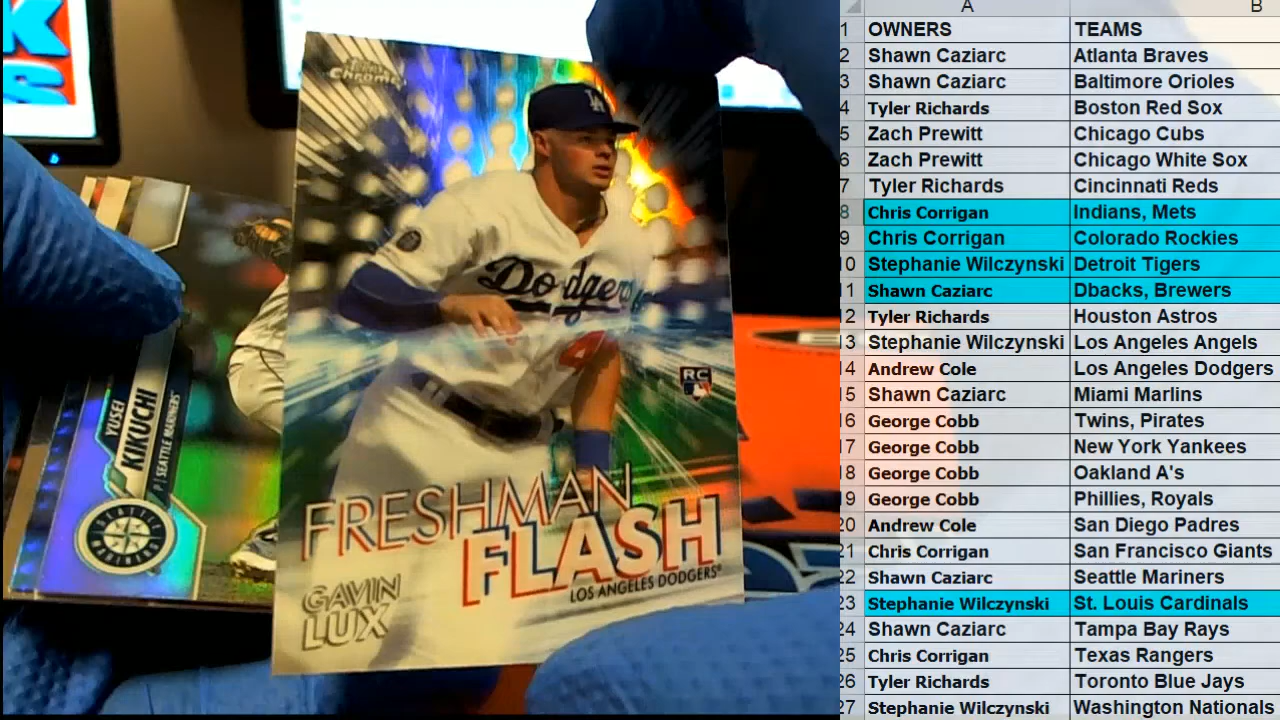 Topps
Chrome
Dodgers
4
LA
RC
FRESHMAN
FLASH
LOS ANGELES DODGERS
GAVIN
LUX
YUSEI
KIKUCHI
P | SEATTLE MARINERS
SEATTLE
MARINERS
A B
1 OWNERS TEAMS
2 Shawn Caziarc Atlanta Braves
3 Shawn Caziarc Baltimore Orioles
4 Tyler Richards Boston Red Sox
5 Zach Prewitt Chicago Cubs
6 Zach Prewitt Chicago White Sox
7 Tyler Richards Cincinnati Reds
8 Chris Corrigan Indians, Mets
9 Chris Corrigan Colorado Rockies
10 Stephanie Wilczynski Detroit Tigers
11 Shawn Caziarc Dbacks, Brewers
12 Tyler Richards Houston Astros
13 Stephanie Wilczynski Los Angeles Angels
14 Andrew Cole Los Angeles Dodgers
15 Shawn Caziarc Miami Marlins
16 George Cobb Twins, Pirates
17 George Cobb New York Yankees
18 George Cobb Oakland A's
19 George Cobb Phillies, Royals
20 Andrew Cole San Diego Padres
21 Chris Corrigan San Francisco Giants
22 Shawn Caziarc Seattle Mariners
23 Stephanie Wilczynski St. Louis Cardinals
24 Shawn Caziarc Tampa Bay Rays
25 Chris Corrigan Texas Rangers
26 Tyler Richards Toronto Blue Jays
27 Stephanie Wilczynski Washington Nationals